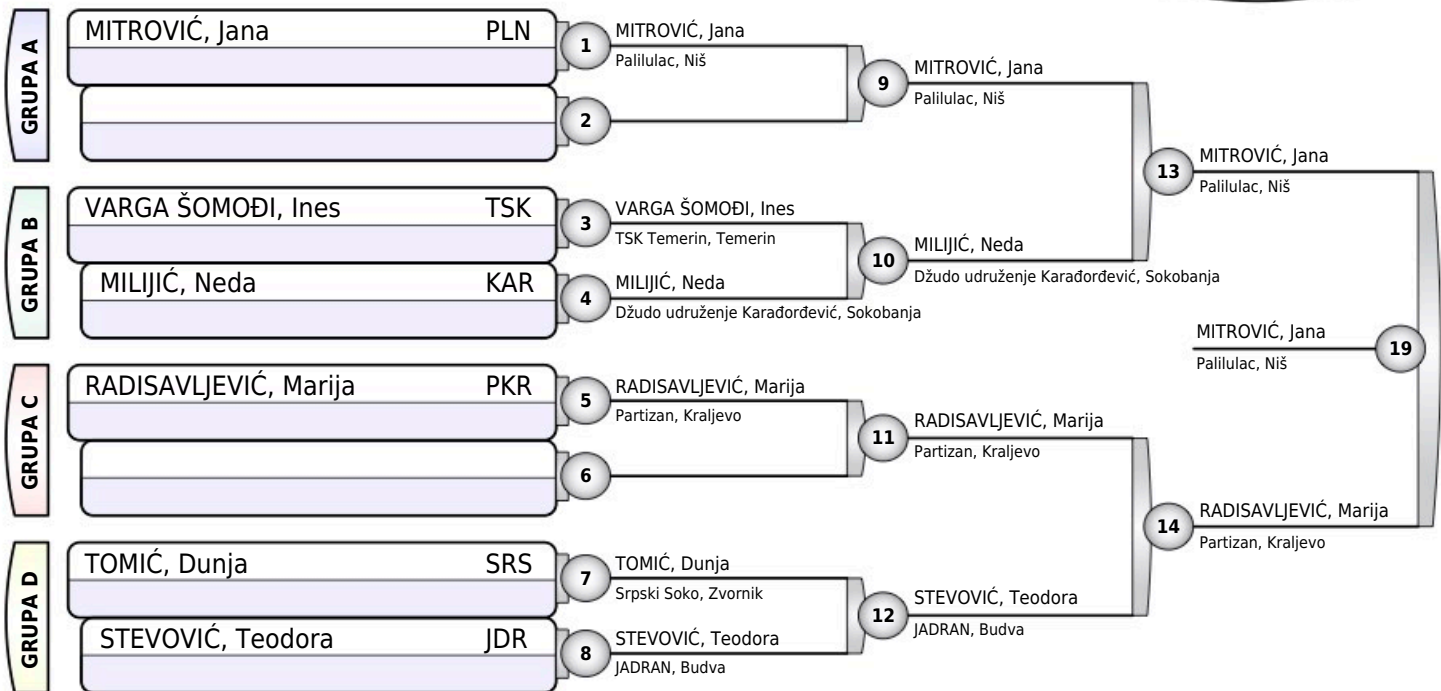 GRUPA A
MITROVIĆ, Jana PLN
1
MITROVIĆ, Jana
Palilulac, Niš
2
9
MITROVIĆ, Jana
Palilulac, Niš
GRUPA B
VARGA ŠOMOĐI, Ines TSK
3
VARGA ŠOMOĐI, Ines
TSK Temerin, Temerin
MILIJIĆ, Neda KAR
4
MILIJIĆ, Neda
Džudo udruženje Karađorđević, Sokobanja
10
MILIJIĆ, Neda
Džudo udruženje Karađorđević, Sokobanja
13
MITROVIĆ, Jana
Palilulac, Niš
MITROVIĆ, Jana
Palilulac, Niš
19
GRUPA C
RADISAVLJEVIĆ, Marija PKR
5
RADISAVLJEVIĆ, Marija
Partizan, Kraljevo
6
11
RADISAVLJEVIĆ, Marija
Partizan, Kraljevo
14
RADISAVLJEVIĆ, Marija
Partizan, Kraljevo
GRUPA D
TOMIĆ, Dunja SRS
7
TOMIĆ, Dunja
Srpski Soko, Zvornik
STEVOVIĆ, Teodora JDR
8
STEVOVIĆ, Teodora
JADRAN, Budva
12
STEVOVIĆ, Teodora
JADRAN, Budva